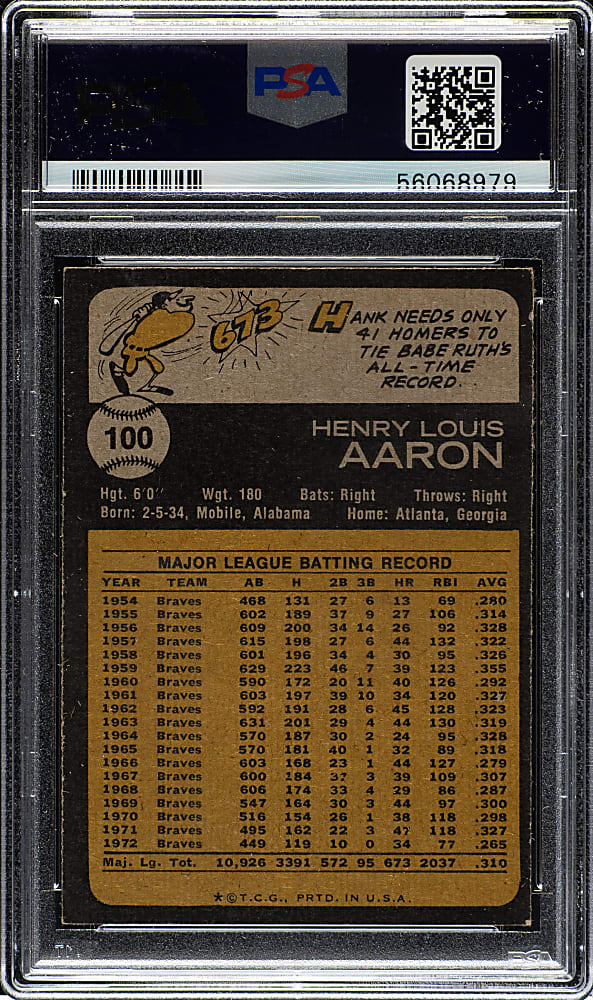 PSA
56068979
673
HANK NEEDS ONLY
41 HOMERS TO
TIE BABE RUTH'S
ALL-TIME
RECORD.
100
HENRY LOUIS
AARON
Hgt. 6'0" Wgt. 180 Bats: Right Throws: Right
Born: 2-5-34, Mobile, Alabama Home: Atlanta, Georgia
MAJOR LEAGUE BATTING RECORD
YEAR TEAM AB H 2B 3B HR RBI AVG
1954 Braves 468 131 27 6 13 69 .280
1955 Braves 602 189 37 9 27 106 .314
1956 Braves 609 200 34 14 26 92 .328
1957 Braves 615 198 27 6 44 132 .322
1958 Braves 601 196 34 4 30 95 .326
1959 Braves 629 223 46 7 39 123 .355
1960 Braves 590 172 20 11 40 126 .292
1961 Braves 603 197 39 10 34 120 .327
1962 Braves 592 191 28 6 45 128 .323
1963 Braves 631 201 29 4 44 130 .319
1964 Braves 570 187 30 2 24 95 .328
1965 Braves 570 181 40 1 32 89 .318
1966 Braves 603 168 23 1 44 127 .279
1967 Braves 600 184 37 3 39 109 .307
1968 Braves 606 174 33 4 29 86 .287
1969 Braves 547 164 30 3 44 97 .300
1970 Braves 516 154 26 1 38 118 .298
1971 Braves 495 162 22 3 47 118 .327
1972 Braves 449 119 10 0 34 77 .265
Maj. Lg. Tot. 10,926 3391 572 95 673 2037 .310
★©T.C.G., PRTD. IN U.S.A.
PSA